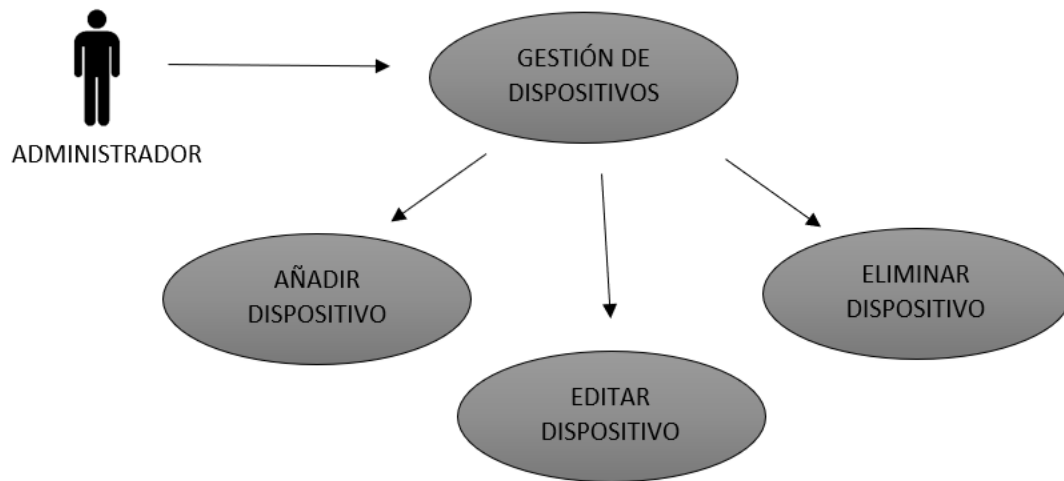 GESTIÓN DE
DISPOSITIVOS
ADMINISTRADOR
AÑADIR
DISPOSITIVO
ELIMINAR
DISPOSITIVO
EDITAR
DISPOSITIVO